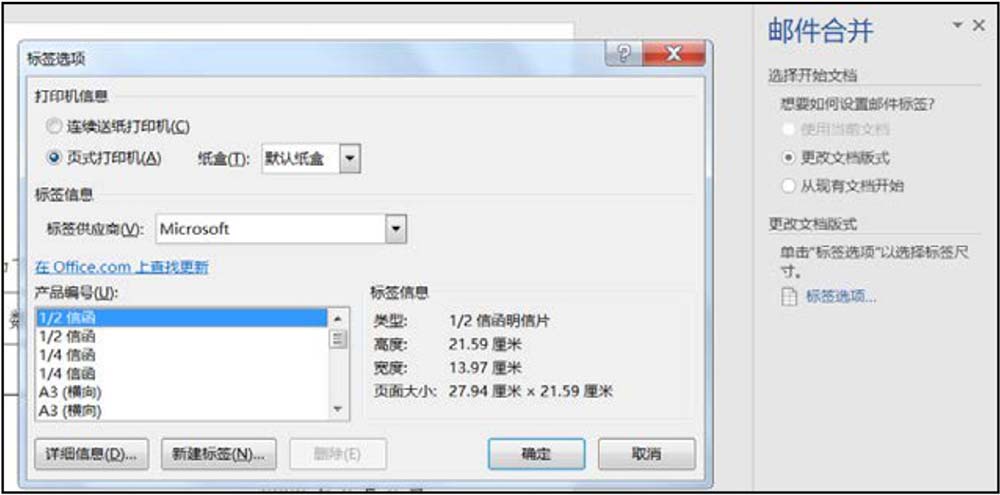 标签选项
打印机信息
连续送纸打印机(C)
页式打印机(A) 纸盒(T): 默认纸盒
标签信息
标签供应商(V): Microsoft
在 Office.com 上查找更新
产品编号(U):
1/2 信函
1/2 信函
1/4 信函
1/4 信函
A3 (横向)
A3 (横向)
标签信息
类型: 1/2 信函明信片
高度: 21.59 厘米
宽度: 13.97 厘米
页面大小: 27.94 厘米 × 21.59 厘米
详细信息(D)... 新建标签(N)... 删除(E) 确定 取消
邮件合并
选择开始文档
想要如何设置邮件标签?
使用当前文档
更改文档版式
从现有文档开始
更改文档版式
单击"标签选项"以选择标签尺
寸。
标签选项...